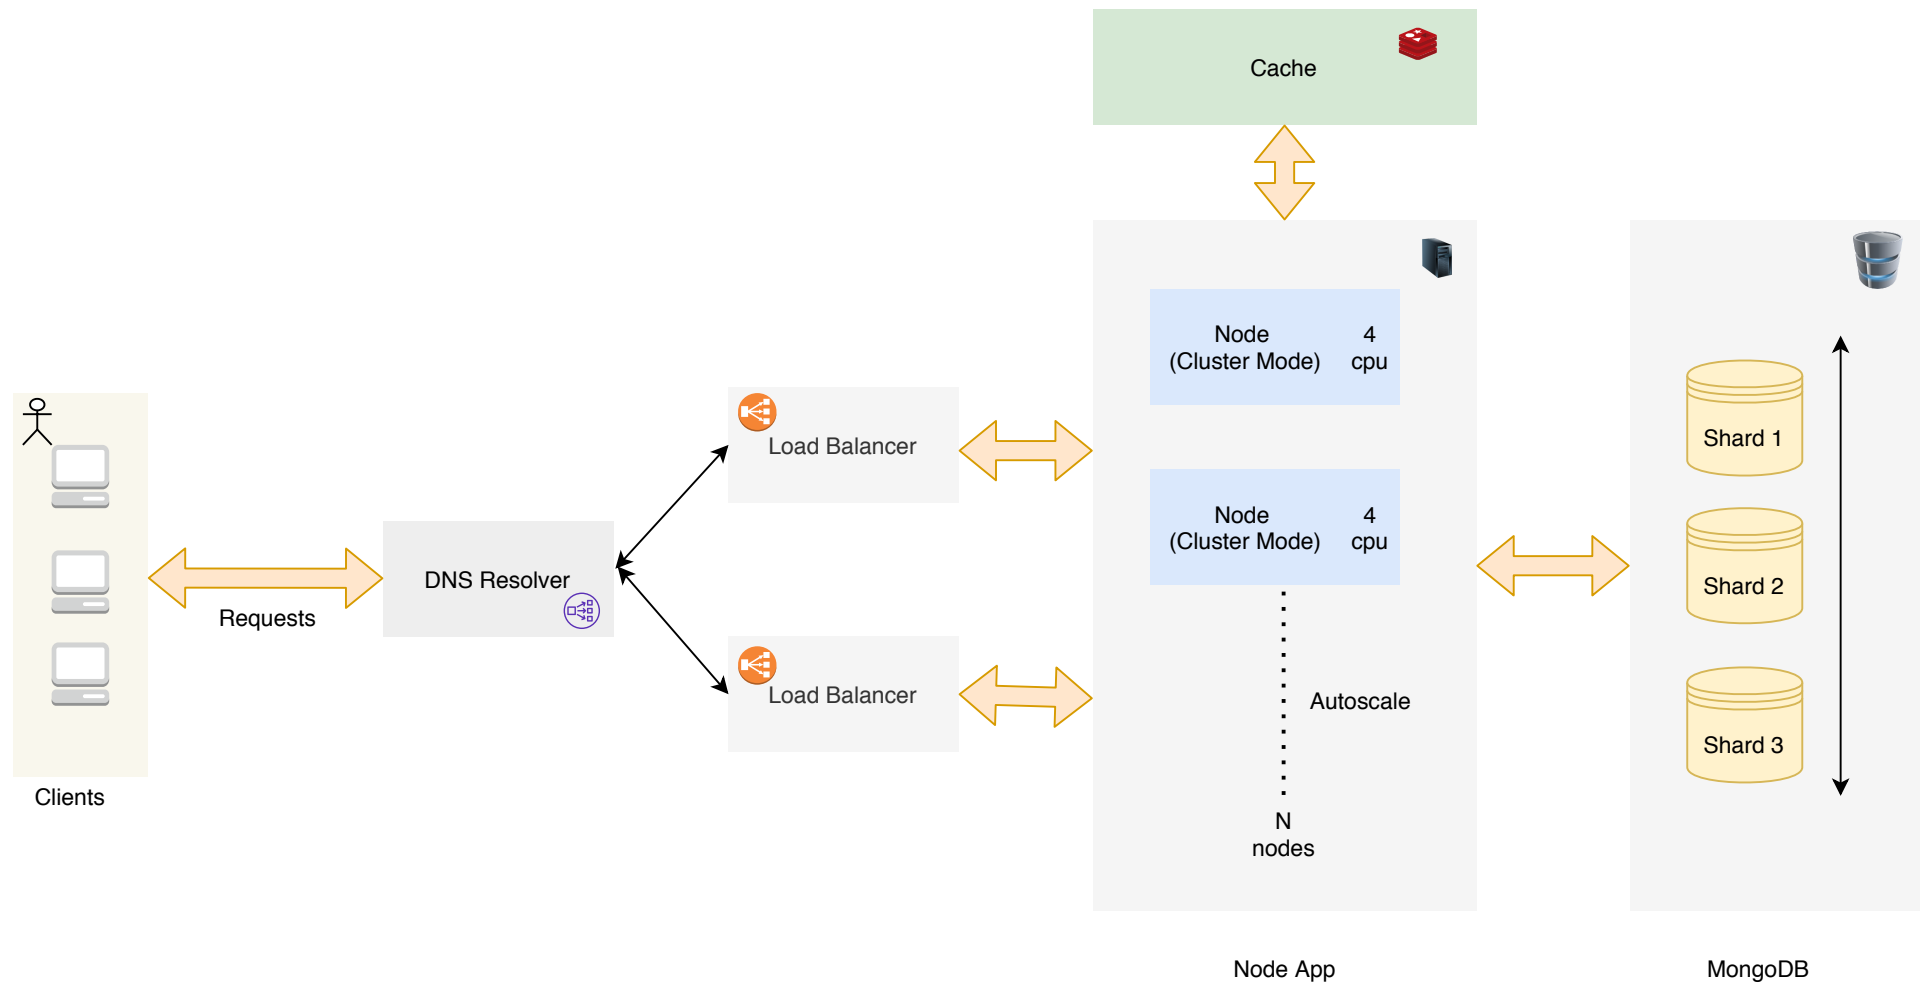 Cache
Node
(Cluster Mode)
4
cpu
Node
(Cluster Mode)
4
cpu
Autoscale
N
nodes
Node App
Load Balancer
Load Balancer
DNS Resolver
Requests
Clients
Shard 1
Shard 2
Shard 3
MongoDB